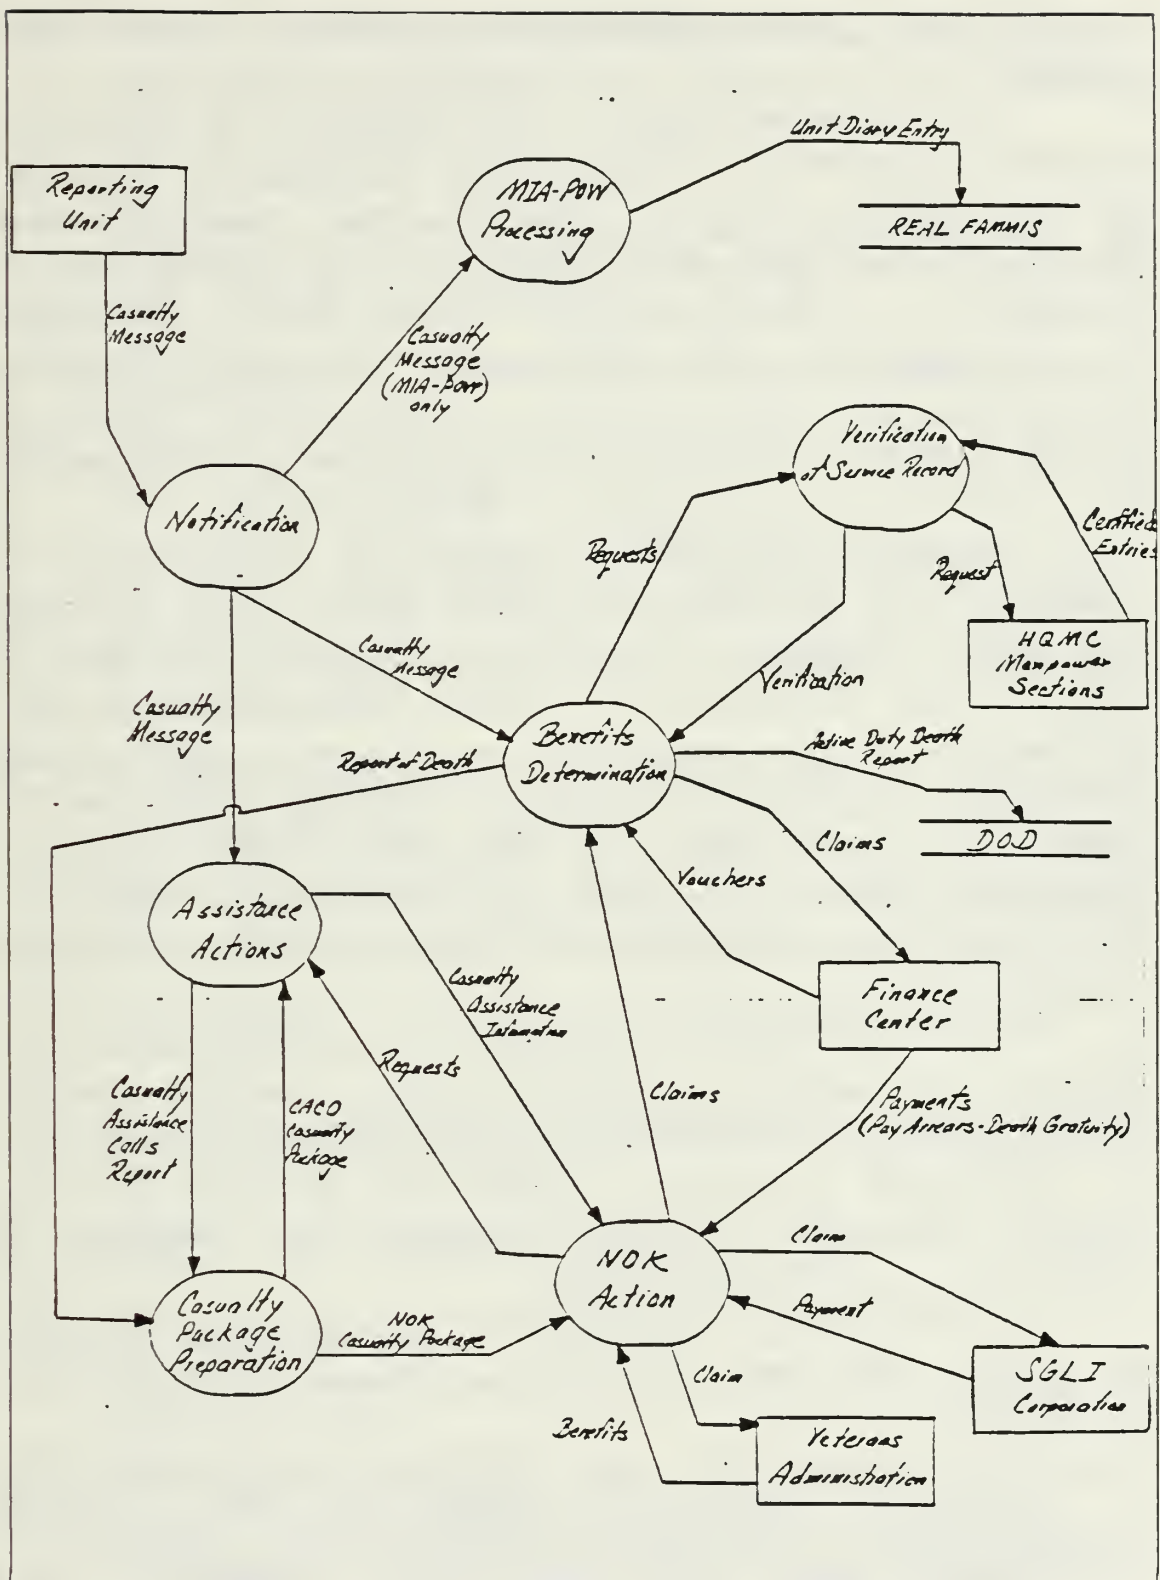 Unit Diary Entry
Reporting
Unit
MIA-POW
Processing
REAL FAMMIS
Casualty
Message
Casualty
Message
(MIA-POW)
only
Verification
of Service Record
Notification
Certified
Entries
Requests
Request
HQMC
Manpower
Sections
Casualty
Message
Verification
Casualty
Message
Benefits
Determination
Active Duty Death
Report
Report of Death
DOD
Claims
Vouchers
Assistance
Actions
Casualty
Assistance
Information
Finance
Center
Requests
Claims
Payments
(Pay Arrears-Death Gratuity)
Casualty
Assistance
Calls
Report
CACO
Casualty
Package
NOK
Action
Claim
Payment
Casualty
Package
Preparation
NOK
Casualty Package
SGLI
Corporation
Claim
Benefits
Veterans
Administration